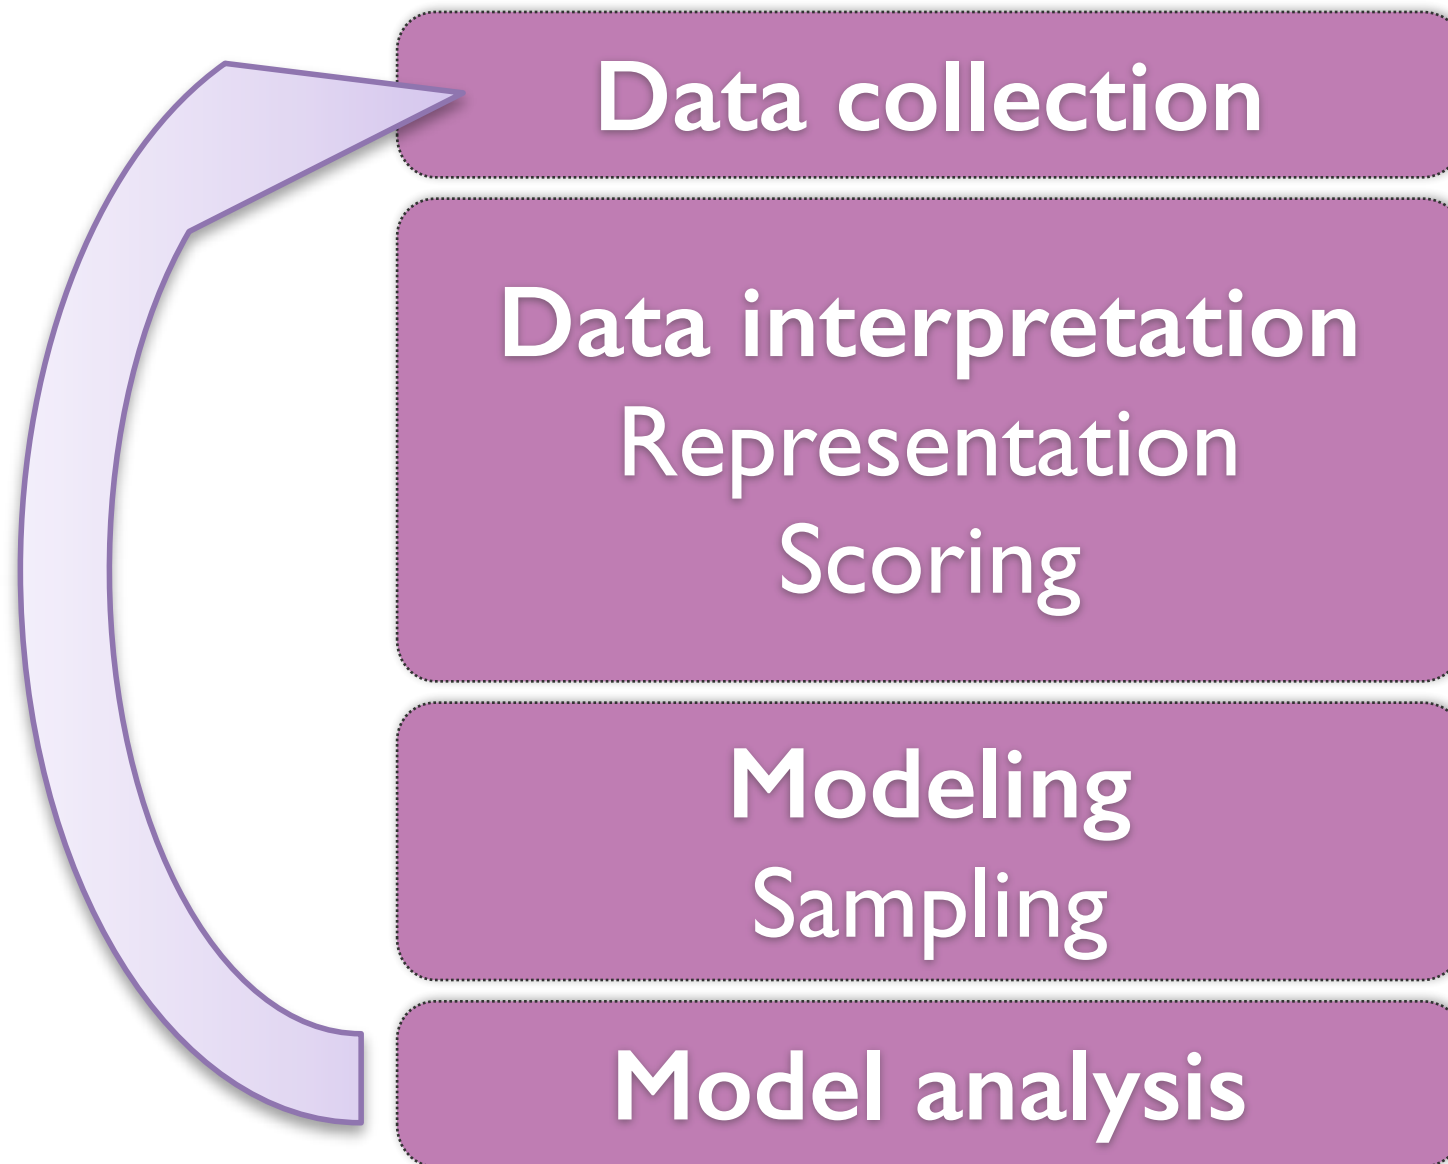 Data collection
Data interpretation
Representation
Scoring
Modeling
Sampling
Model analysis